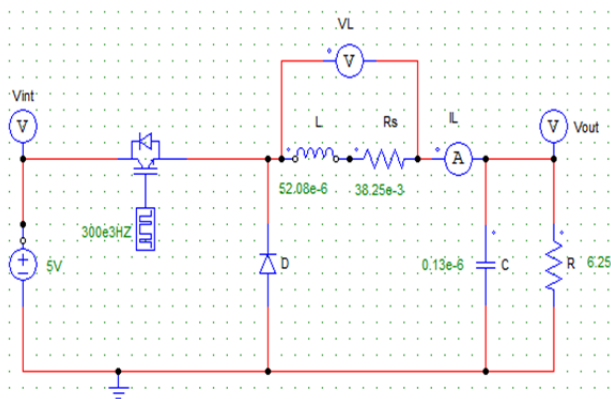 VL
V
Vint
V
L
Rs
IL
A
V
Vout
52.08e-6
38.25e-3
300e3HZ
5V
D
0.13e-6
C
R
6.25